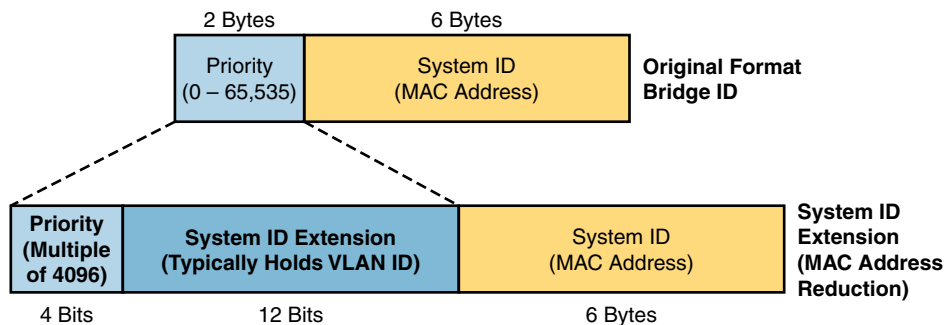 2 Bytes
6 Bytes
Priority
(0 – 65,535)
System ID
(MAC Address)
Original Format
Bridge ID
Priority
(Multiple
of 4096)
System ID Extension
(Typically Holds VLAN ID)
System ID
(MAC Address)
System ID
Extension
(MAC Address
Reduction)
4 Bits
12 Bits
6 Bytes